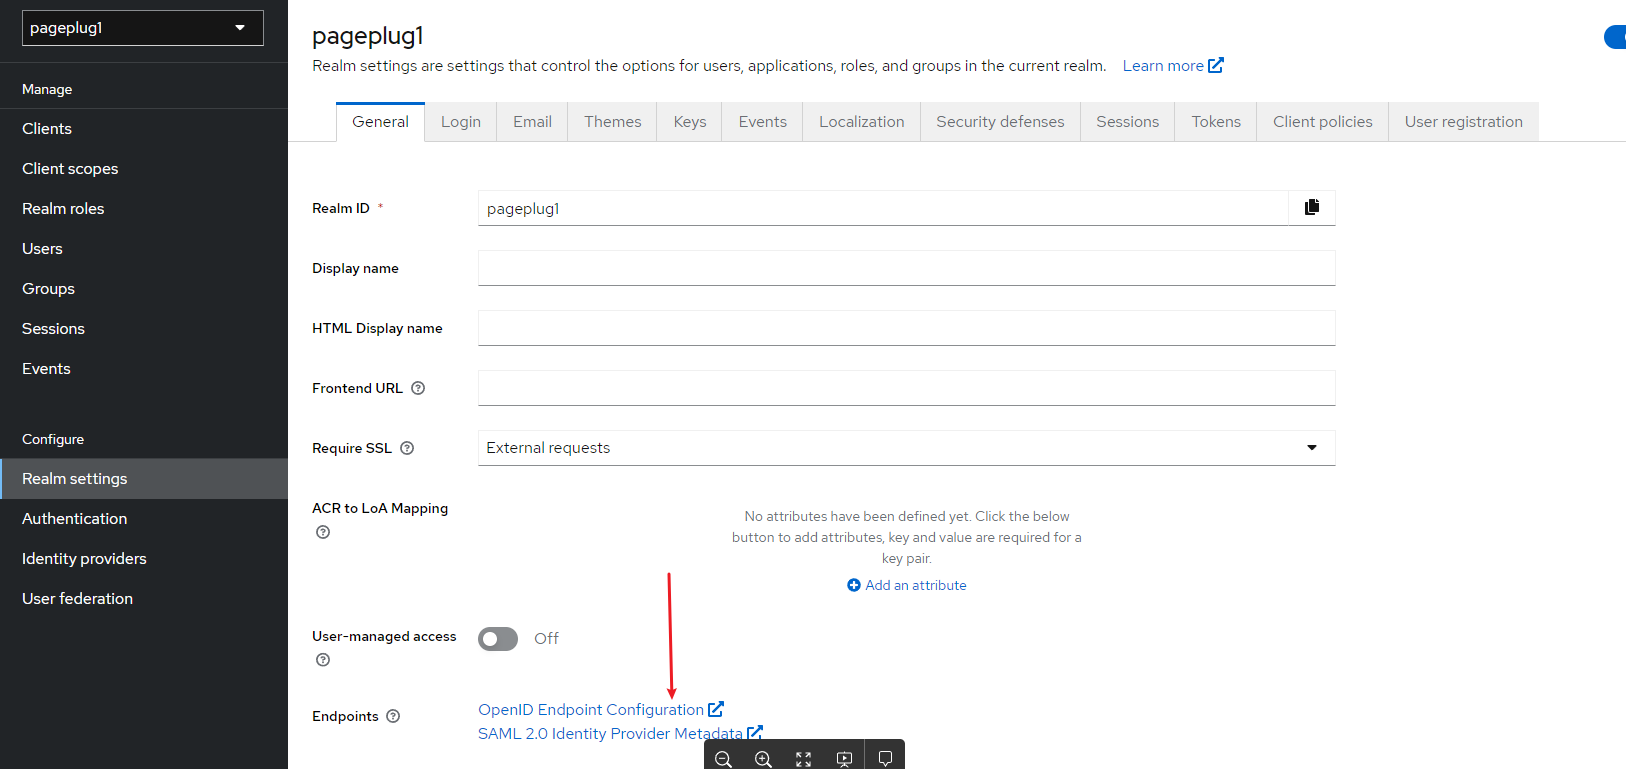 pageplug1
Manage
Clients
Client scopes
Realm roles
Users
Groups
Sessions
Events
Configure
Realm settings
Authentication
Identity providers
User federation
pageplug1
Realm settings are settings that control the options for users, applications, roles, and groups in the current realm. Learn more
General Login Email Themes Keys Events Localization Security defenses Sessions Tokens Client policies User registration
Realm ID * pageplug1
Display name
HTML Display name
Frontend URL
Require SSL External requests
ACR to LoA Mapping
No attributes have been defined yet. Click the below
button to add attributes, key and value are required for a
key pair.
Add an attribute
User-managed access Off
Endpoints OpenID Endpoint Configuration
SAML 2.0 Identity Provider Metadata